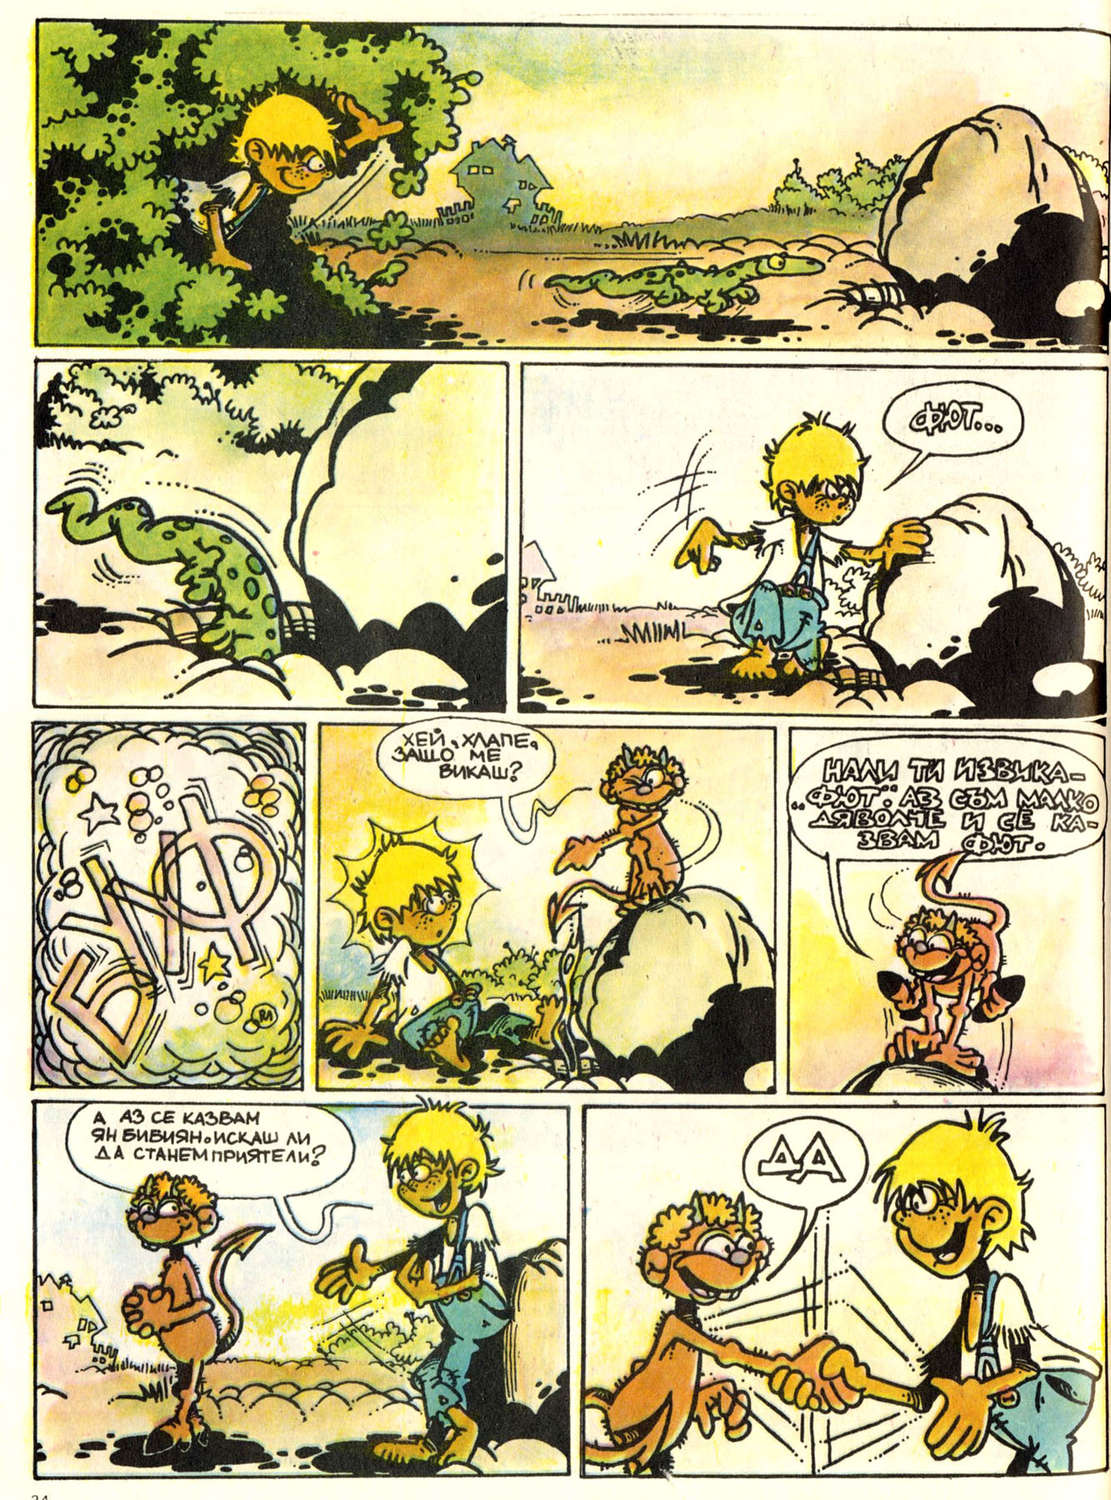 ФЮТ...
БУФ
RA
ХЕЙ, ХЛАПЕ,
ЗАЩО МЕ
ВИКАШ?
НАЛИ ТИ ИЗВИКА-
„ФЮТ". АЗ СЪМ МАЛКО
ДЯВОЛЧЕ И СЕ КА-
ЗВАМ ФЮТ.
А АЗ СЕ КАЗВАМ
ЯН БИБИЯН. ИСКАШ ЛИ
ДА СТАНЕМ ПРИЯТЕЛИ?
ДА